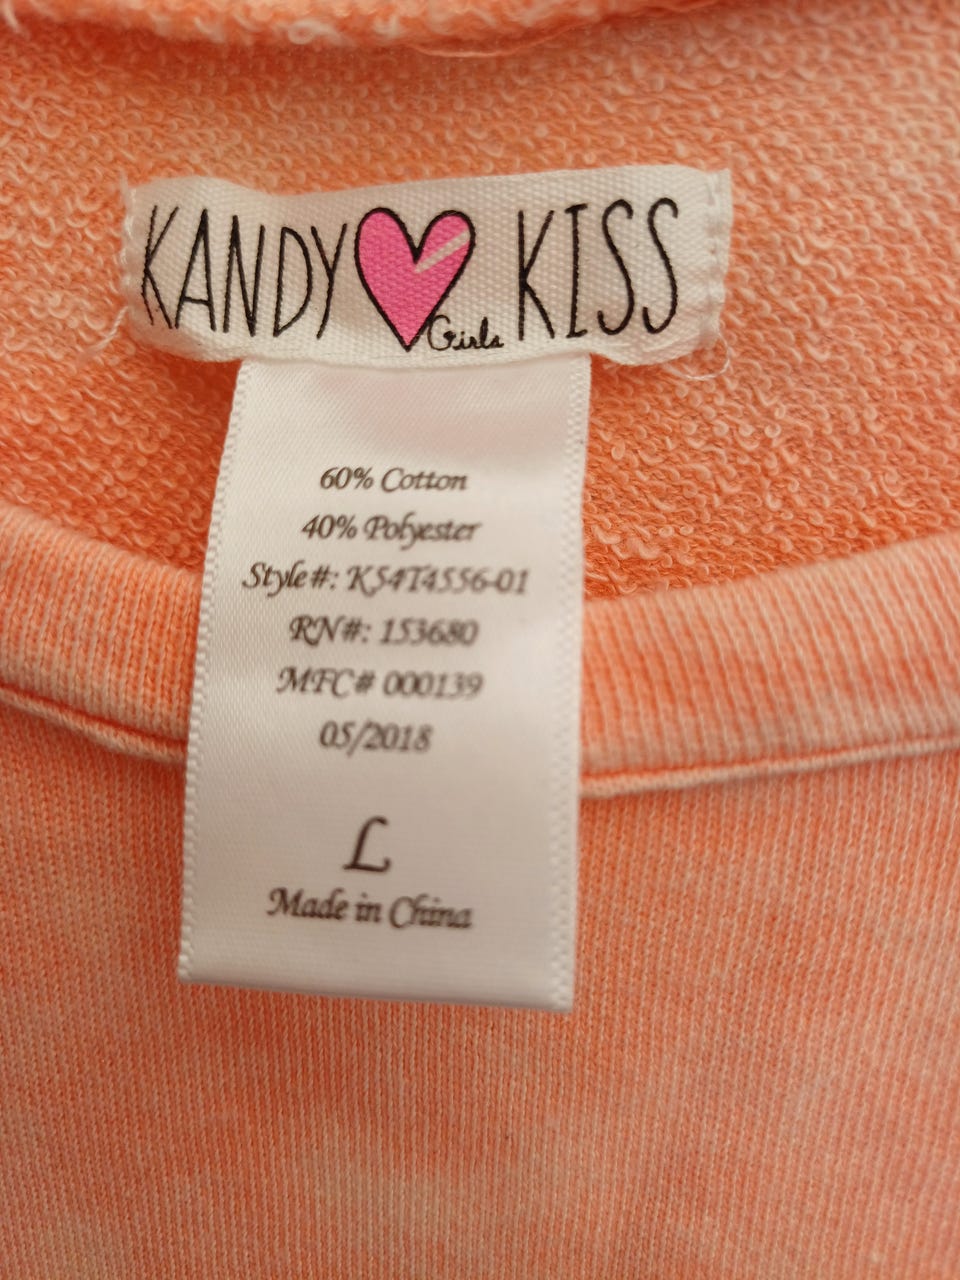 KANDY KISS
Girls
60% Cotton
40% Polyester
Style#: K54T4556-01
RN#: 153680
MFC# 000139
05/2018
L
Made in China